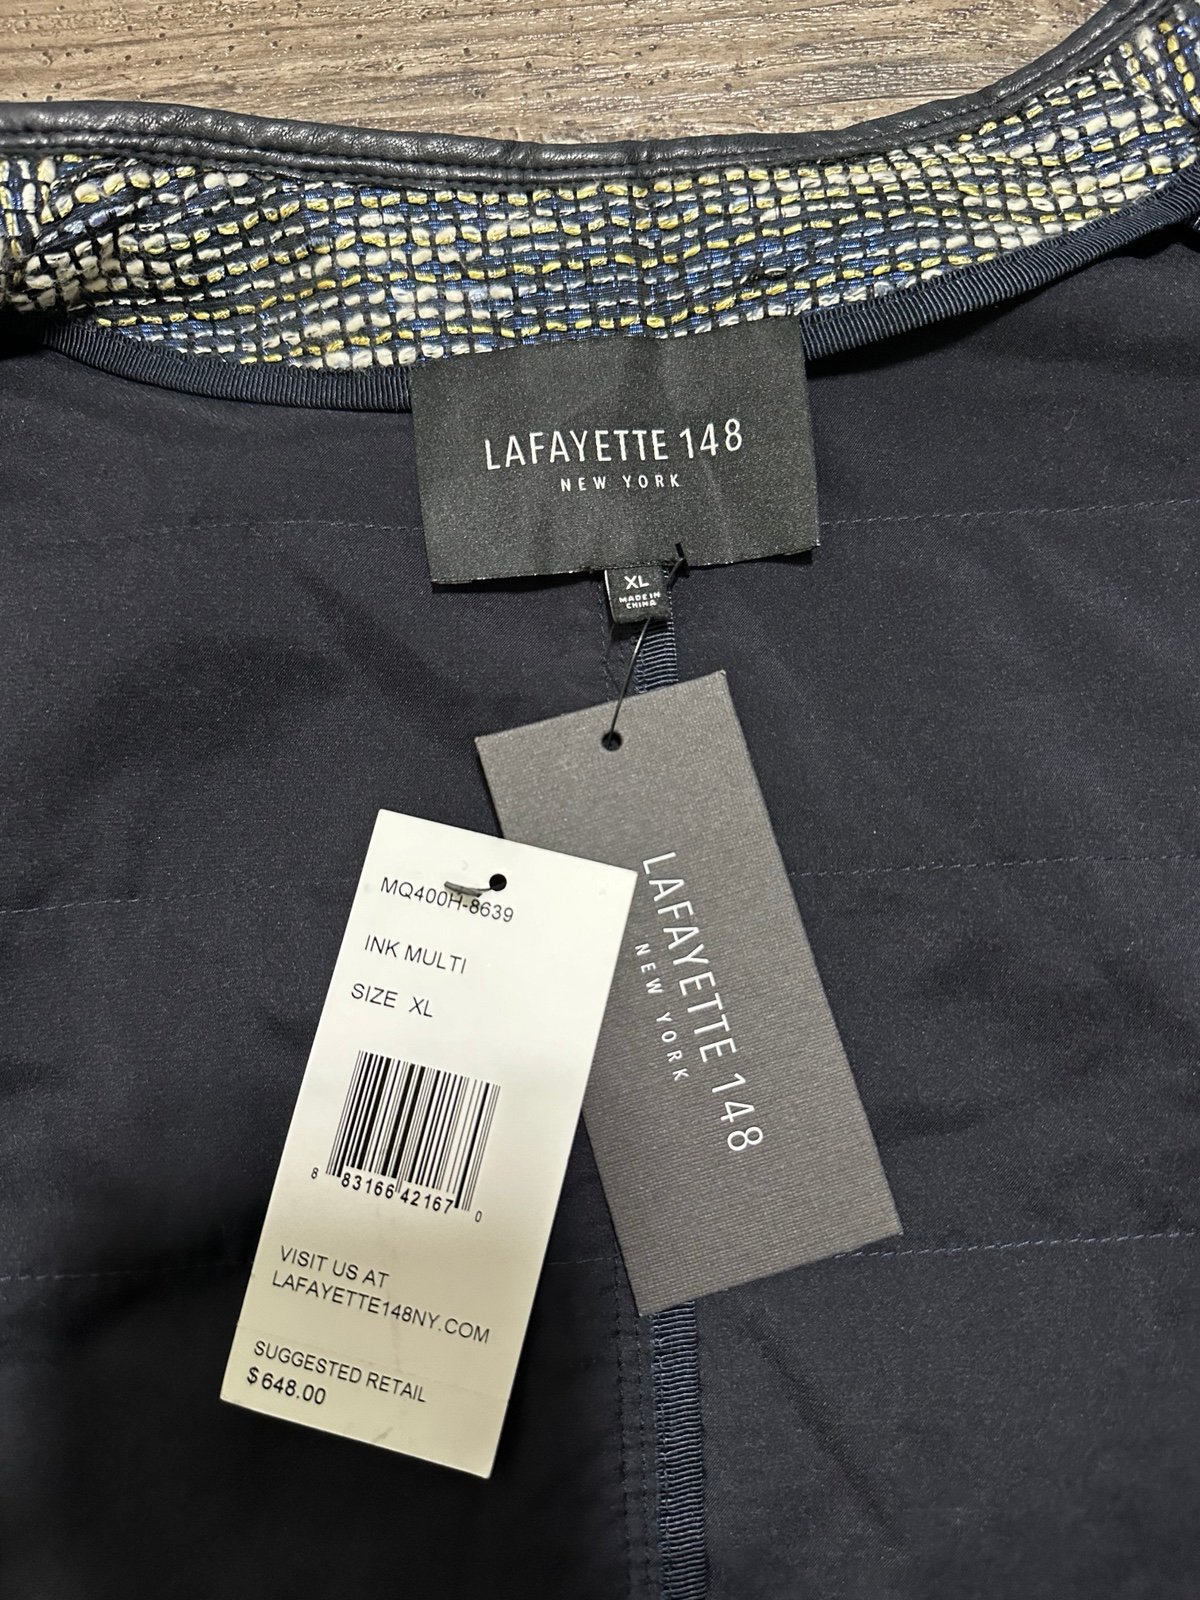 LAFAYETTE 148
NEW YORK
XL
MADE IN
CHINA
LAFAYETTE 148
NEW YORK
MQ400H-8639
INK MULTI
SIZE XL
8 83166 42167 0
VISIT US AT
LAFAYETTE148NY.COM
SUGGESTED RETAIL
$648.00